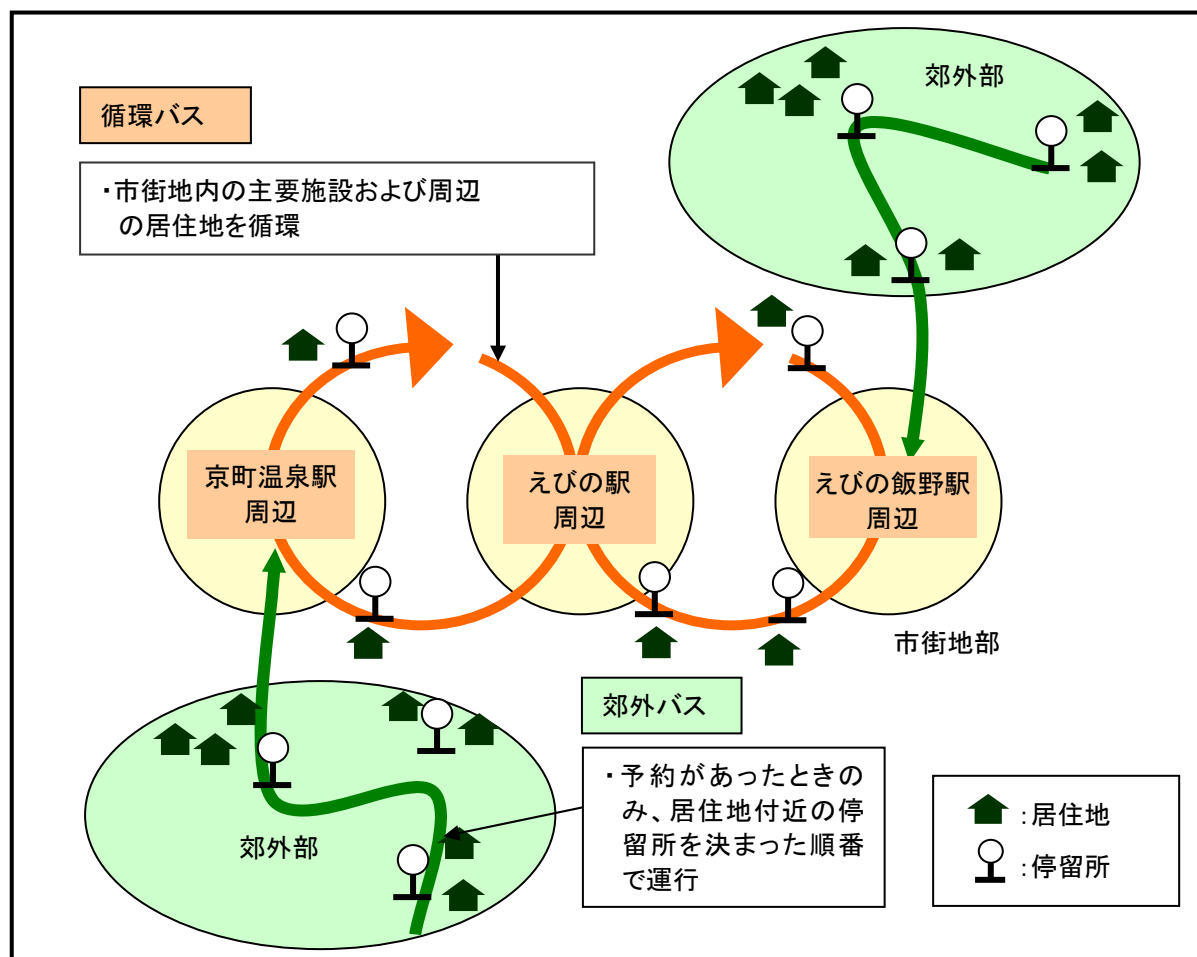 郊外部
循環バス
・市街地内の主要施設および周辺
の居住地を循環
京町温泉駅
周辺
えびの駅
周辺
えびの飯野駅
周辺
市街地部
郊外バス
・予約があったときの
み、居住地付近の停
留所を決まった順番
で運行
郊外部
:居住地
:停留所